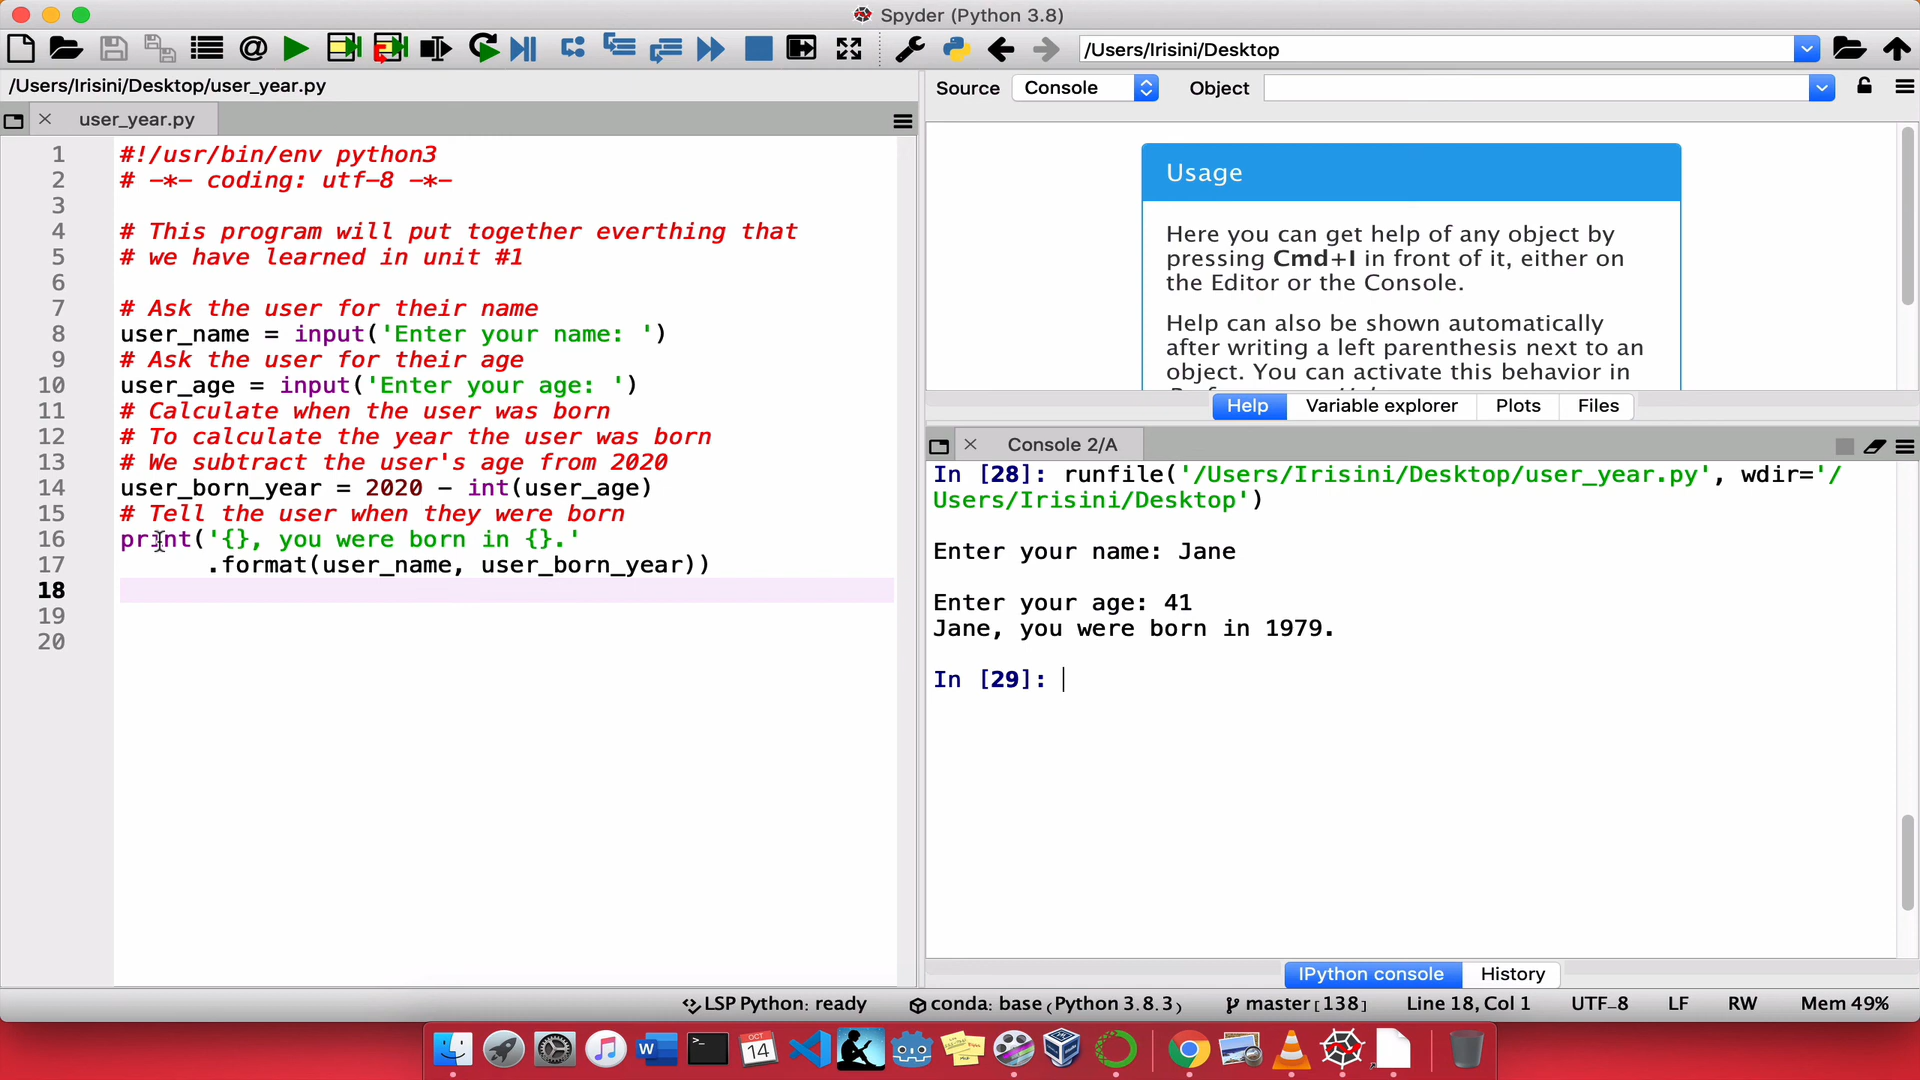 Spyder (Python 3.8)
/Users/Irisini/Desktop
/Users/Irisini/Desktop/user_year.py
user_year.py
1 #!/usr/bin/env python3
2 # -*- coding: utf-8 -*-
3
4 # This program will put together everthing that
5 # we have learned in unit #1
6
7 # Ask the user for their name
8 user_name = input('Enter your name: ')
9 # Ask the user for their age
10 user_age = input('Enter your age: ')
11 # Calculate when the user was born
12 # To calculate the year the user was born
13 # We subtract the user's age from 2020
14 user_born_year = 2020 - int(user_age)
15 # Tell the user when they were born
16 print('{}, you were born in {}.'
17 .format(user_name, user_born_year))
18
19
20
Source Console Object
Usage
Here you can get help of any object by
pressing Cmd+I in front of it, either on
the Editor or the Console.
Help can also be shown automatically
after writing a left parenthesis next to an
object. You can activate this behavior in
Help Variable explorer Plots Files
Console 2/A
In [28]: runfile('/Users/Irisini/Desktop/user_year.py', wdir='/
Users/Irisini/Desktop')
Enter your name: Jane
Enter your age: 41
Jane, you were born in 1979.
In [29]:
IPython console History
LSP Python: ready conda: base (Python 3.8.3) master [138] Line 18, Col 1 UTF-8 LF RW Mem 49%
OCT
14